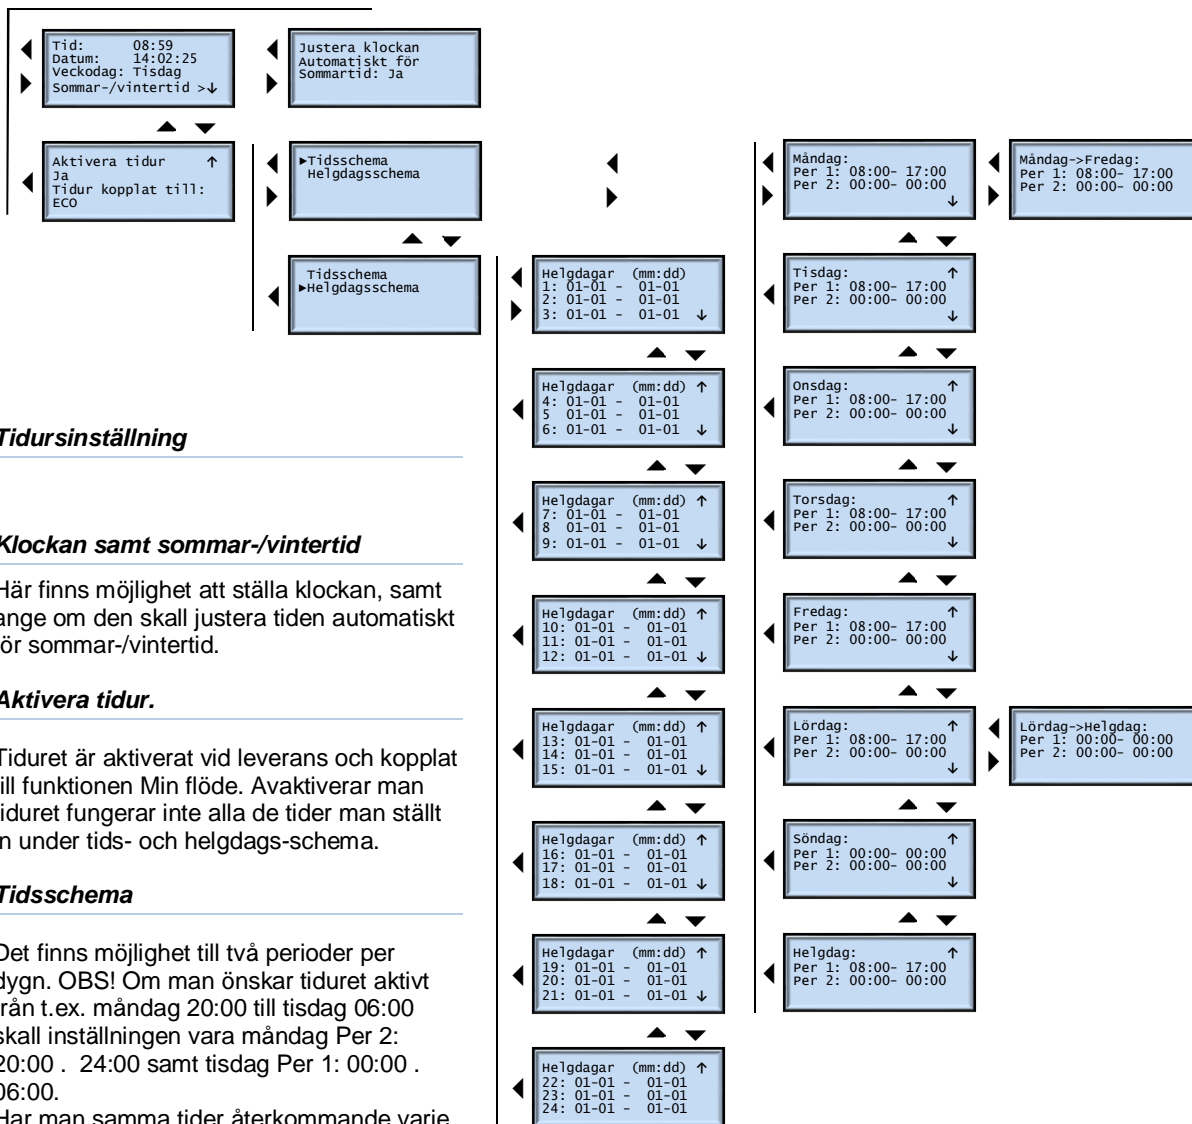 Tid:      08:59
Datum:    14:02:25
Veckodag: Tisdag
Sommar-/vintertid >↓
Justera klockan
Automatiskt för
Sommartid: Ja
Aktivera tidur ↑
Ja
Tidur kopplat till:
ECO
►Tidsschema
Helgdagsschema
Tidsschema
►Helgdagsschema
Tidursinställning
Klockan samt sommar-/vintertid
Här finns möjlighet att ställa klockan, samt
ange om den skall justera tiden automatiskt
för sommar-/vintertid.
Aktivera tidur.
Tiduret är aktiverat vid leverans och kopplat
till funktionen Min flöde. Avaktiverar man
tiduret fungerar inte alla de tider man ställt
in under tids- och helgdags-schema.
Tidsschema
Det finns möjlighet till två perioder per
dygn. OBS! Om man önskar tiduret aktivt
från t.ex. måndag 20:00 till tisdag 06:00
skall inställningen vara måndag Per 2:
20:00 . 24:00 samt tisdag Per 1: 00:00 .
06:00.
Har man samma tider återkommande varje
Helgdagar (mm:dd)
1: 01-01 - 01-01
2: 01-01 - 01-01
3: 01-01 - 01-01 ↓
Helgdagar (mm:dd) ↑
4: 01-01 - 01-01
5 01-01 - 01-01
6: 01-01 - 01-01 ↓
Helgdagar (mm:dd) ↑
7: 01-01 - 01-01
8 01-01 - 01-01
9: 01-01 - 01-01 ↓
Helgdagar (mm:dd) ↑
10: 01-01 - 01-01
11: 01-01 - 01-01
12: 01-01 - 01-01 ↓
Helgdagar (mm:dd) ↑
13: 01-01 - 01-01
14: 01-01 - 01-01
15: 01-01 - 01-01 ↓
Helgdagar (mm:dd) ↑
16: 01-01 - 01-01
17: 01-01 - 01-01
18: 01-01 - 01-01 ↓
Helgdagar (mm:dd) ↑
19: 01-01 - 01-01
20: 01-01 - 01-01
21: 01-01 - 01-01 ↓
Helgdagar (mm:dd) ↑
22: 01-01 - 01-01
23: 01-01 - 01-01
24: 01-01 - 01-01
Måndag:
Per 1: 08:00- 17:00
Per 2: 00:00- 00:00
↓
Måndag->Fredag:
Per 1: 08:00- 17:00
Per 2: 00:00- 00:00
Tisdag: ↑
Per 1: 08:00- 17:00
Per 2: 00:00- 00:00
↓
Onsdag: ↑
Per 1: 08:00- 17:00
Per 2: 00:00- 00:00
↓
Torsdag: ↑
Per 1: 08:00- 17:00
Per 2: 00:00- 00:00
↓
Fredag: ↑
Per 1: 08:00- 17:00
Per 2: 00:00- 00:00
↓
Lördag: ↑
Per 1: 08:00- 17:00
Per 2: 00:00- 00:00
↓
Lördag->Helgdag:
Per 1: 00:00- 00:00
Per 2: 00:00- 00:00
Söndag: ↑
Per 1: 00:00- 00:00
Per 2: 00:00- 00:00
↓
Helgdag: ↑
Per 1: 08:00- 17:00
Per 2: 00:00- 00:00